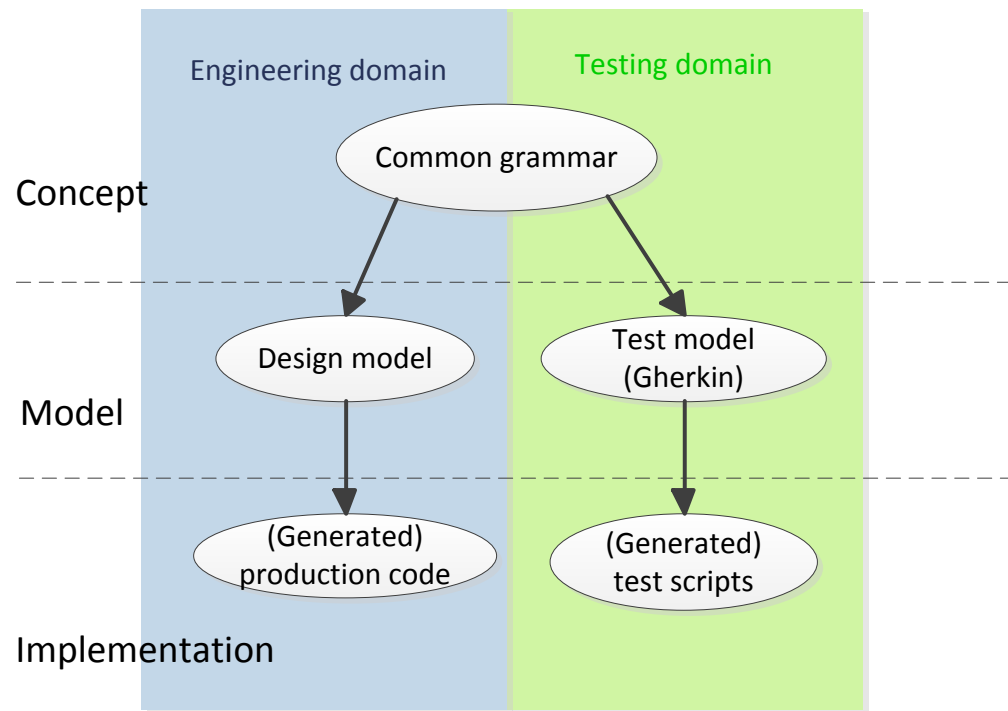 Engineering domain
Testing domain
Common grammar
Concept
Design model
Test model
(Gherkin)
Model
(Generated)
production code
(Generated)
test scripts
Implementation